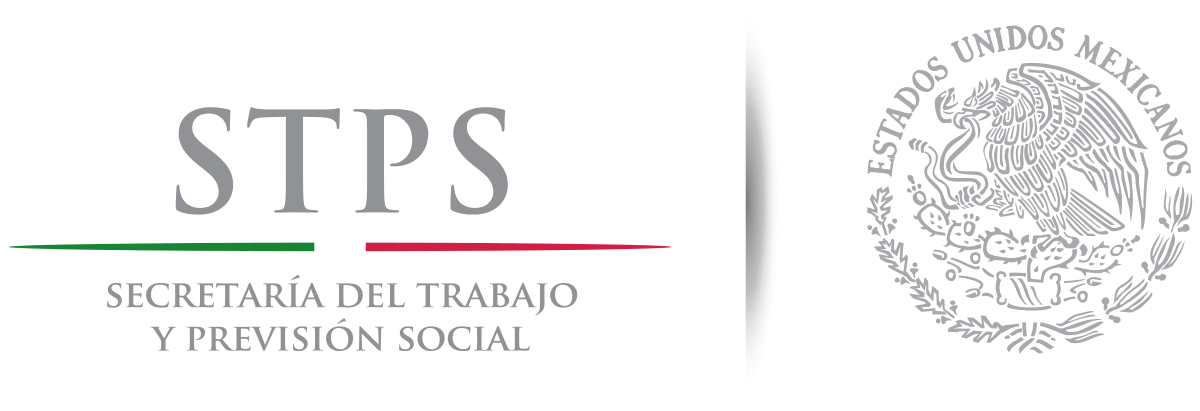 STPS
SECRETARÍA DEL TRABAJO
Y PREVISIÓN SOCIAL
ESTADOS UNIDOS MEXICANOS